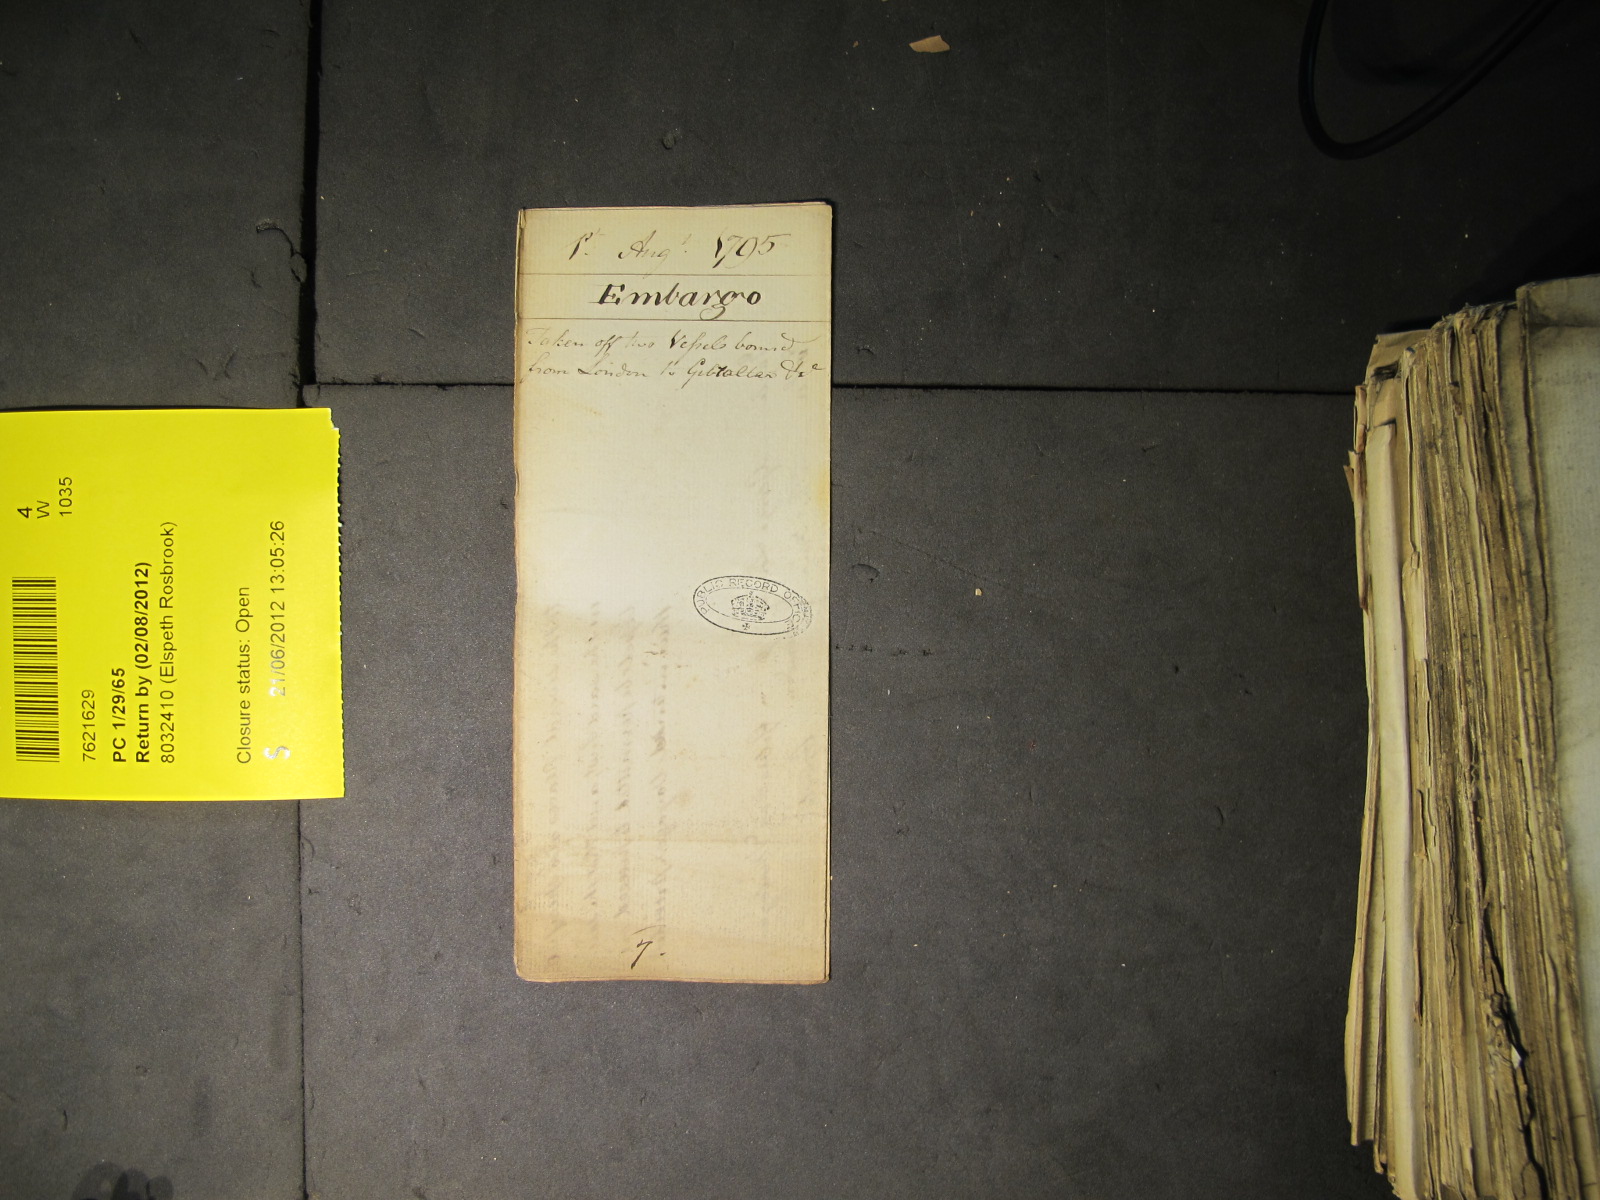 1st. Augt. 1795
Embargo
Taken off two Vessels bound
from London to Gibraltar &ca
PUBLIC RECORD OFFICE
7.
4
W
1035
7621629
PC 1/29/65
Return by (02/08/2012)
8032410 (Elspeth Rosbrook)
Closure status: Open
S 21/06/2012 13:05:26